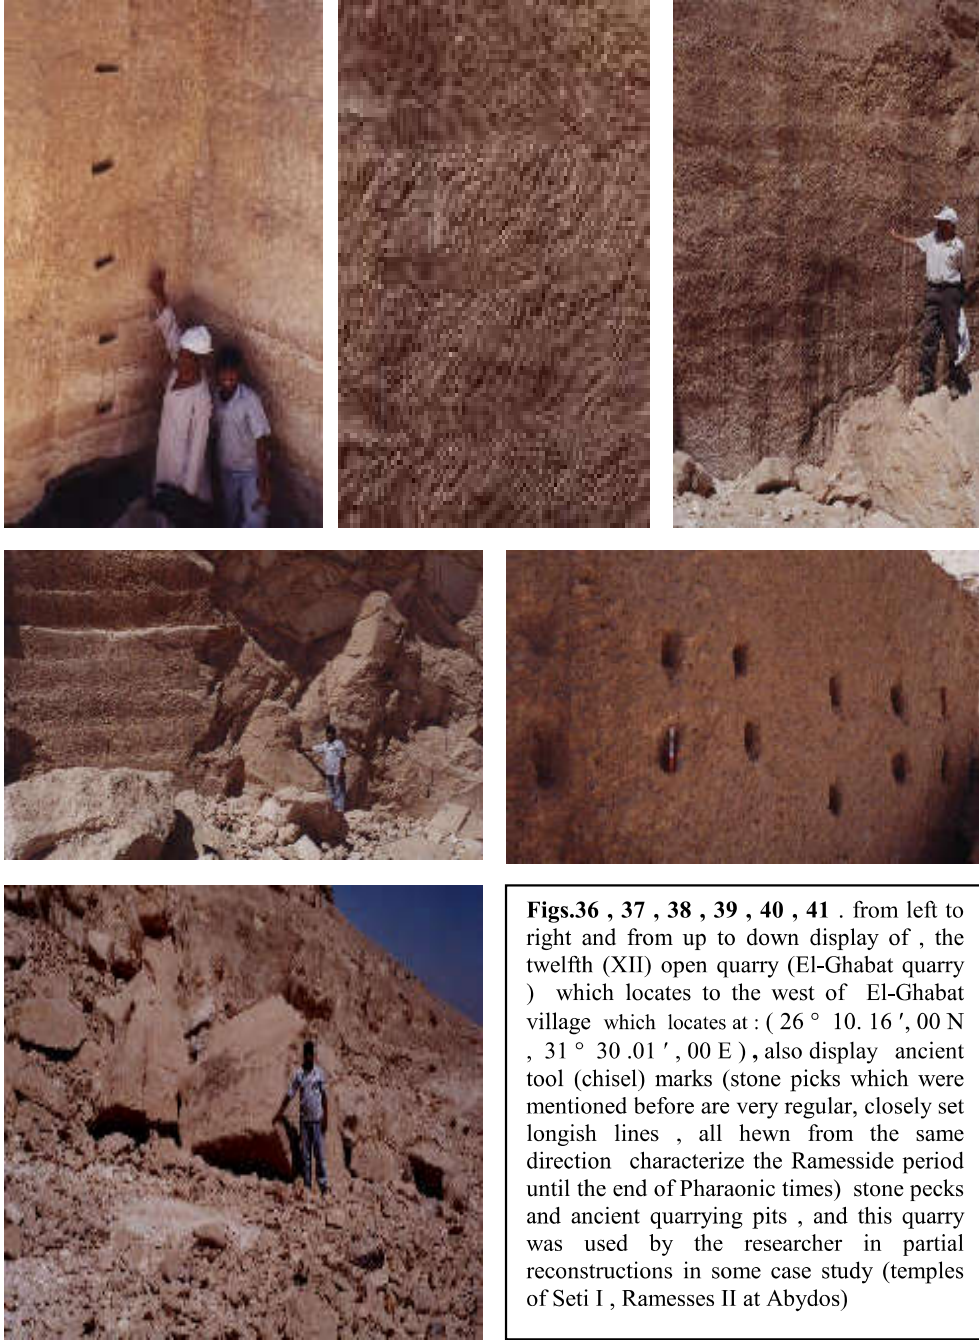 Figs.36 , 37 , 38 , 39 , 40 , 41 . from left to
right and from up to down display of , the
twelfth (XII) open quarry (El-Ghabat quarry
) which locates to the west of El-Ghabat
village which locates at : ( 26 ° 10. 16 ′, 00 N
, 31 ° 30 .01 ′ , 00 E ) , also display ancient
tool (chisel) marks (stone picks which were
mentioned before are very regular, closely set
longish lines , all hewn from the same
direction characterize the Ramesside period
until the end of Pharaonic times) stone pecks
and ancient quarrying pits , and this quarry
was used by the researcher in partial
reconstructions in some case study (temples
of Seti I , Ramesses II at Abydos)